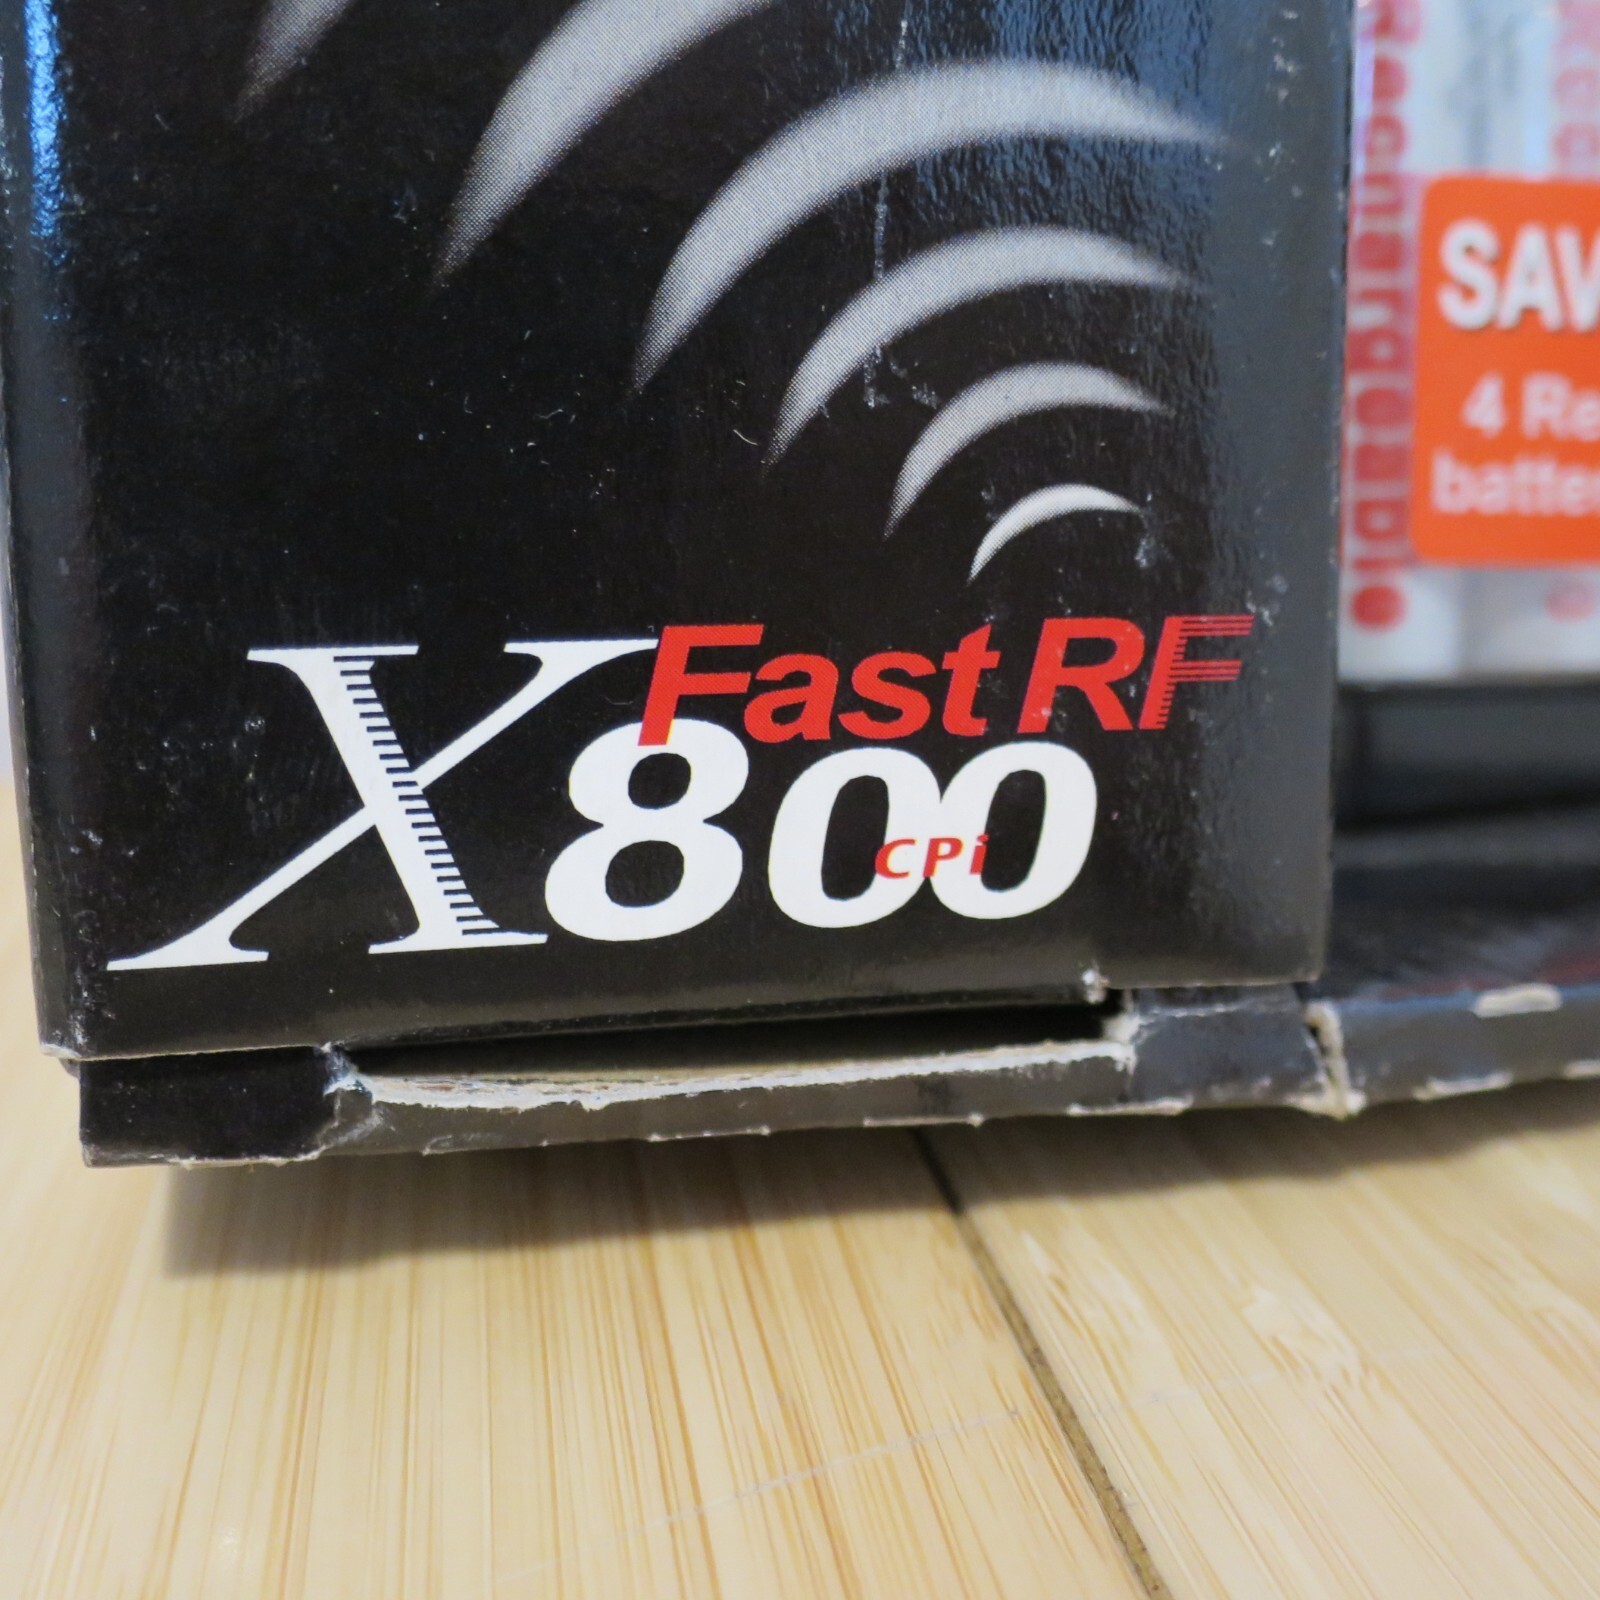 Fast RF
X800
CPi
SAV
4 Re
batte